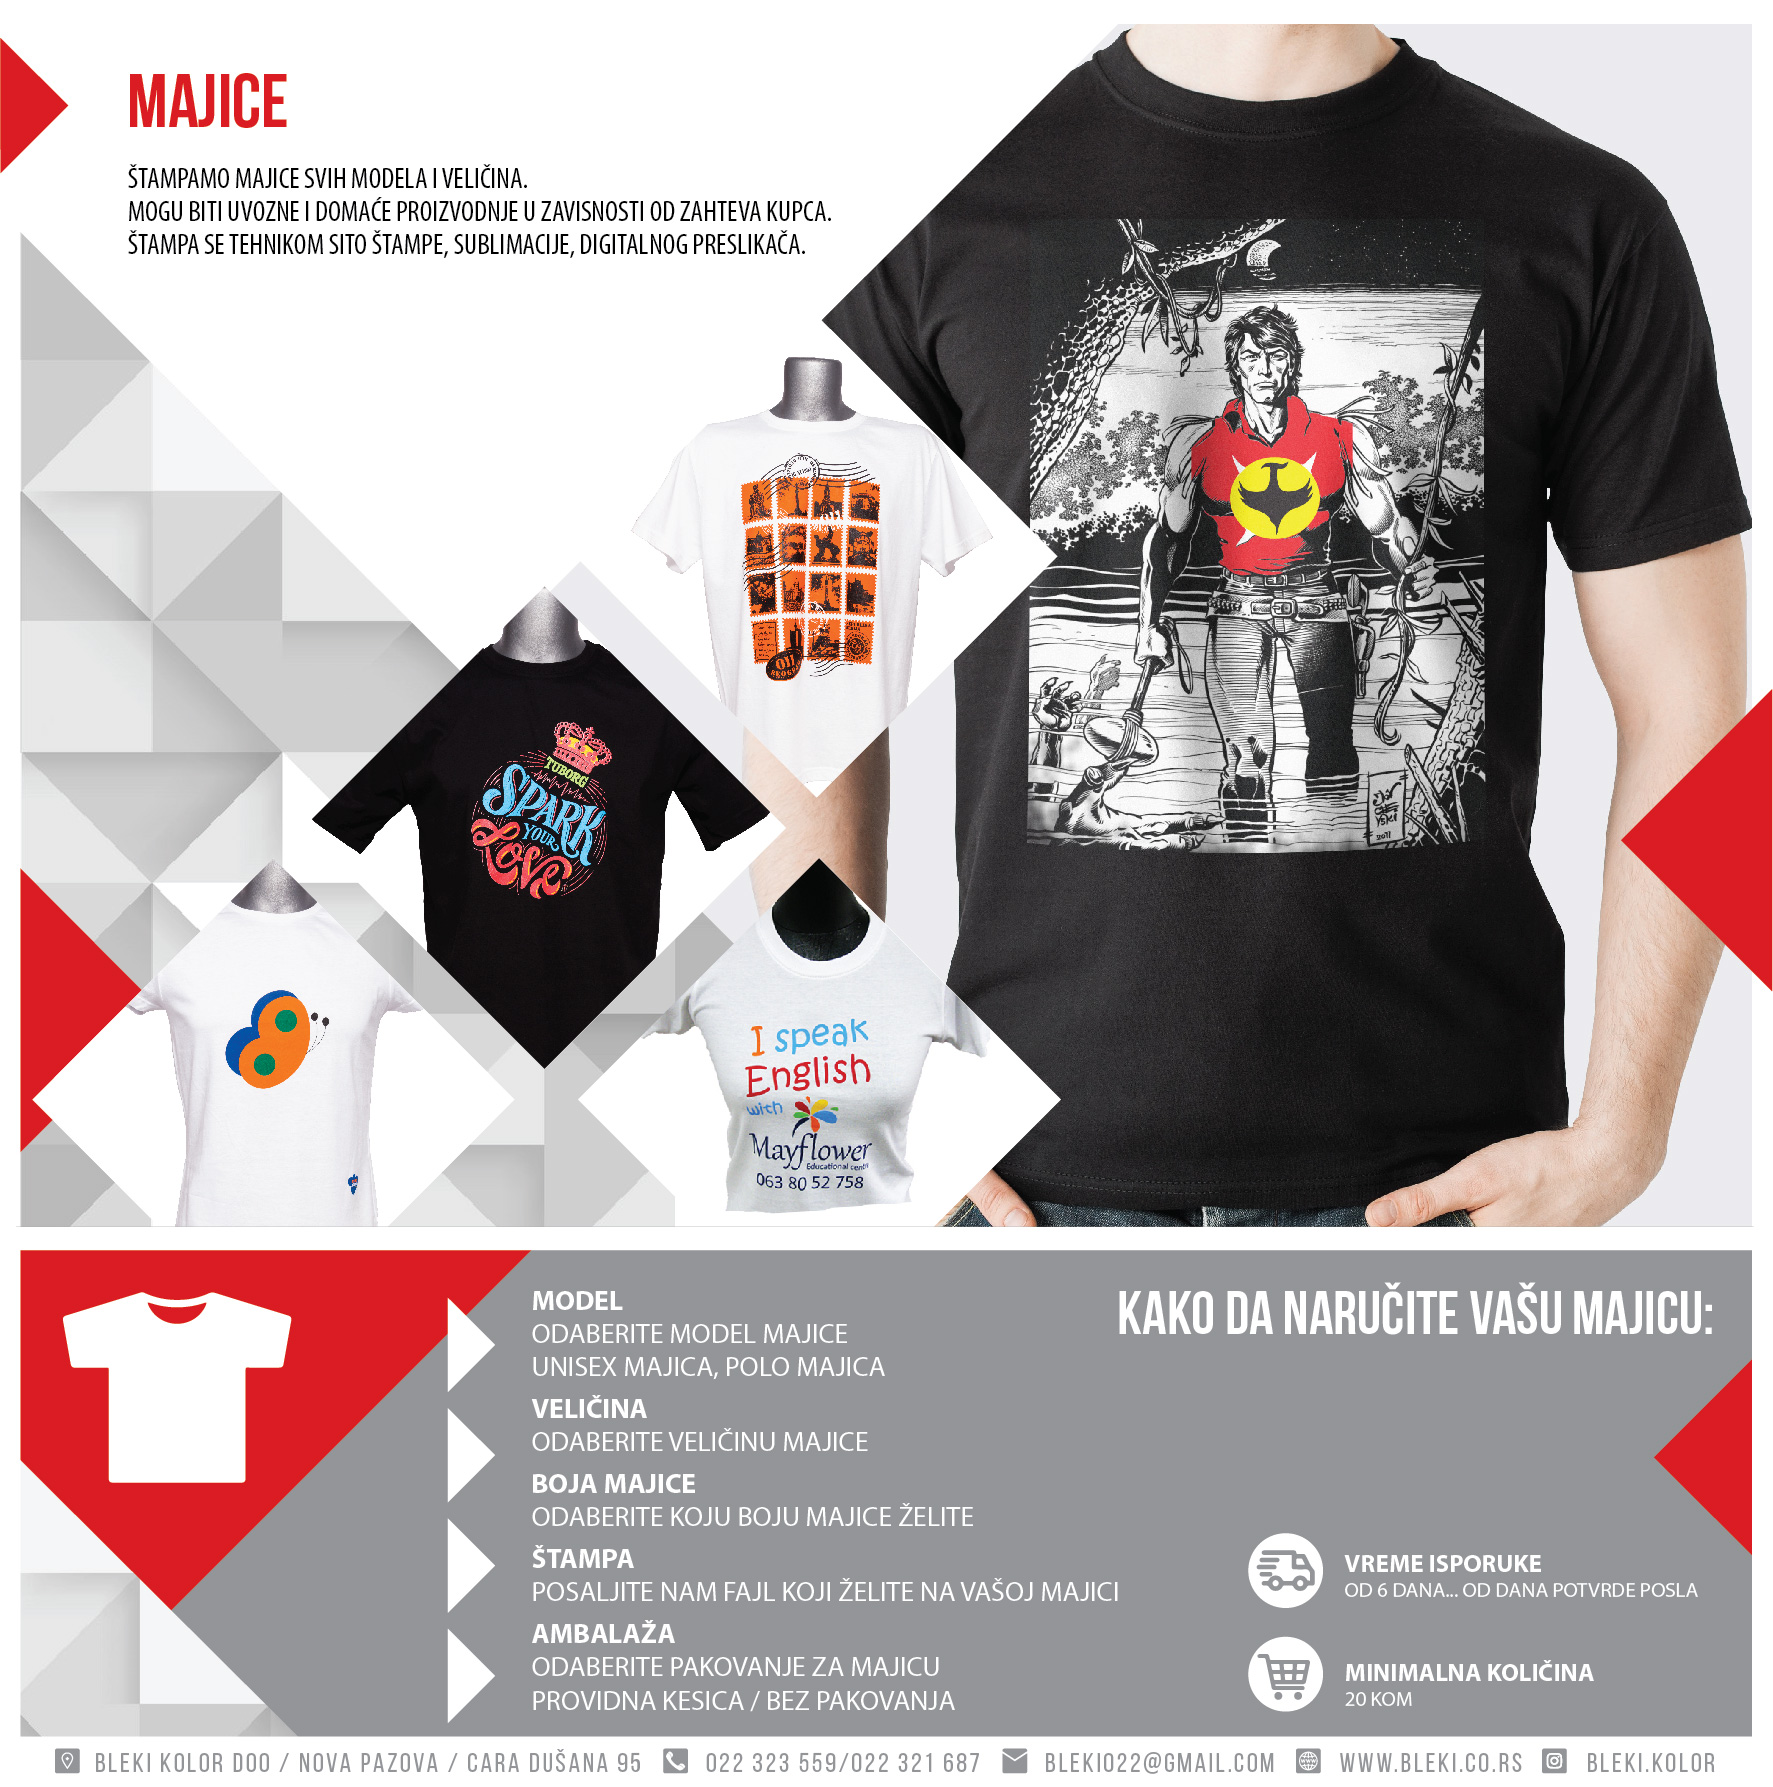 MAJICE
ŠTAMPAMO MAJICE SVIH MODELA I VELIČINA.
MOGU BITI UVOZNE I DOMAĆE PROIZVODNJE U ZAVISNOSTI OD ZAHTEVA KUPCA.
ŠTAMPA SE TEHNIKOM SITO ŠTAMPE, SUBLIMACIJE, DIGITALNOG PRESLIKAČA.
TUBORG
SPARK
YOUR
Love
I speak
English
with
Mayflower
Educational
063 80 52 758
2011
KAKO DA NARUČITE VAŠU MAJICU:
MODEL
ODABERITE MODEL MAJICE
UNISEX MAJICA, POLO MAJICA
VELIČINA
ODABERITE VELIČINU MAJICE
BOJA MAJICE
ODABERITE KOJU BOJU MAJICE ŽELITE
ŠTAMPA
POSALJITE NAM FAJL KOJI ŽELITE NA VAŠOJ MAJICI
AMBALAŽA
ODABERITE PAKOVANJE ZA MAJICU
PROVIDNA KESICA / BEZ PAKOVANJA
VREME ISPORUKE
OD 6 DANA... OD DANA POTVRDE POSLA
MINIMALNA KOLIČINA
20 KOM
BLEKI KOLOR DOO / NOVA PAZOVA / CARA DUŠANA 95 022 323 559/022 321 687 BLEKI022@GMAIL.COM WWW.BLEKI.CO.RS BLEKI.KOLOR